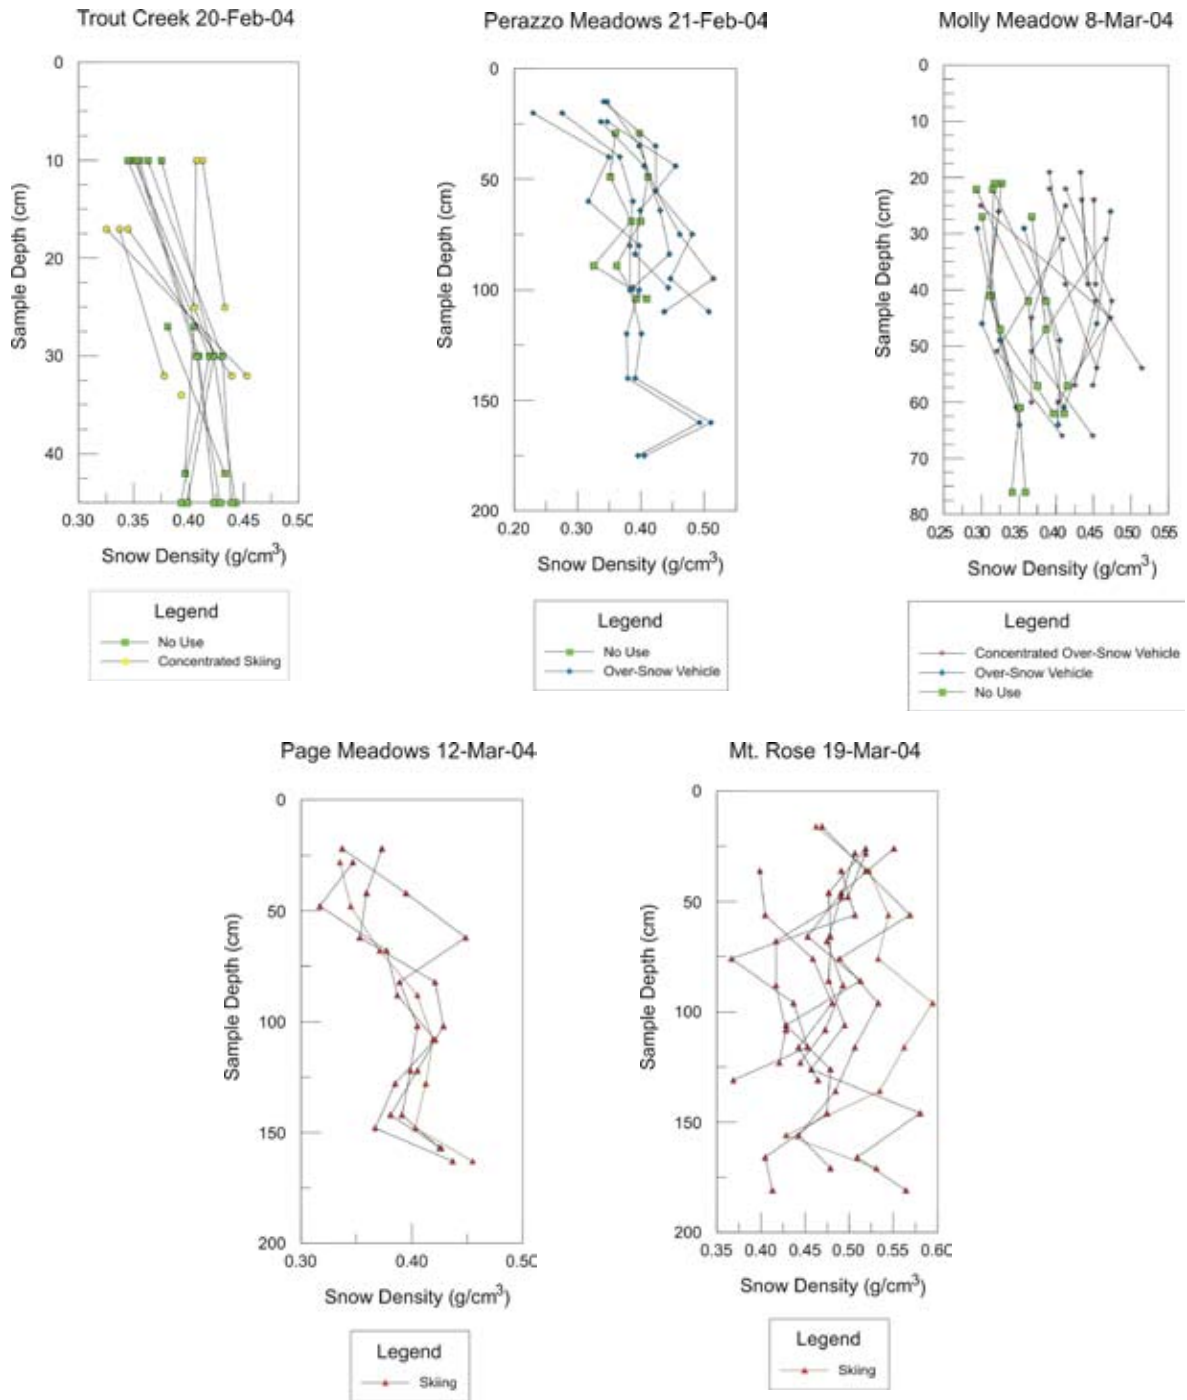 Trout Creek 20-Feb-04
0
10
20
30
40
Sample Depth (cm)
0.30 0.35 0.40 0.45 0.50
Snow Density (g/cm³)
Legend
No Use
Concentrated Skiing
Perazzo Meadows 21-Feb-04
0
50
100
150
200
Sample Depth (cm)
0.20 0.30 0.40 0.50
Snow Density (g/cm³)
Legend
No Use
Over-Snow Vehicle
Molly Meadow 8-Mar-04
0
10
20
30
40
50
60
70
80
Sample Depth (cm)
0.25 0.30 0.35 0.40 0.45 0.50 0.55
Snow Density (g/cm³)
Legend
Concentrated Over-Snow Vehicle
Over-Snow Vehicle
No Use
Page Meadows 12-Mar-04
0
50
100
150
200
Sample Depth (cm)
0.30 0.40 0.50
Snow Density (g/cm³)
Legend
Skiing
Mt. Rose 19-Mar-04
0
50
100
150
200
Sample Depth (cm)
0.35 0.40 0.45 0.50 0.55 0.60
Snow Density (g/cm³)
Legend
Skiing